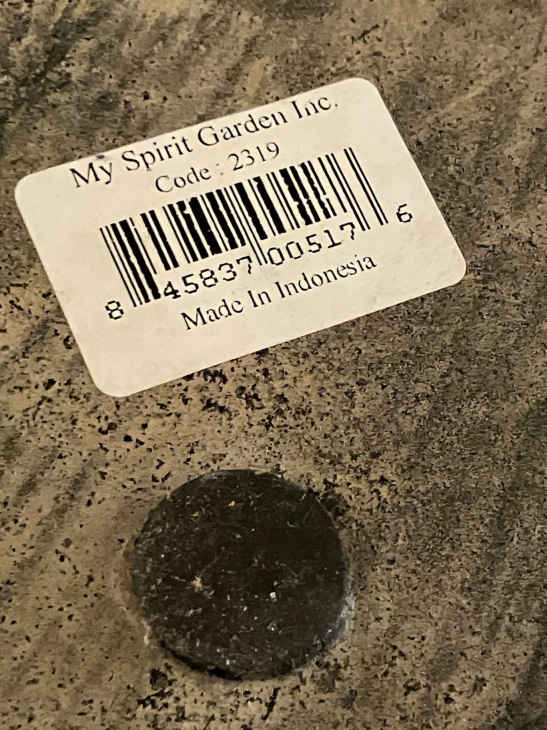 My Spirit Garden Inc.
Code : 2319
8 45837 00517 6
Made In Indonesia